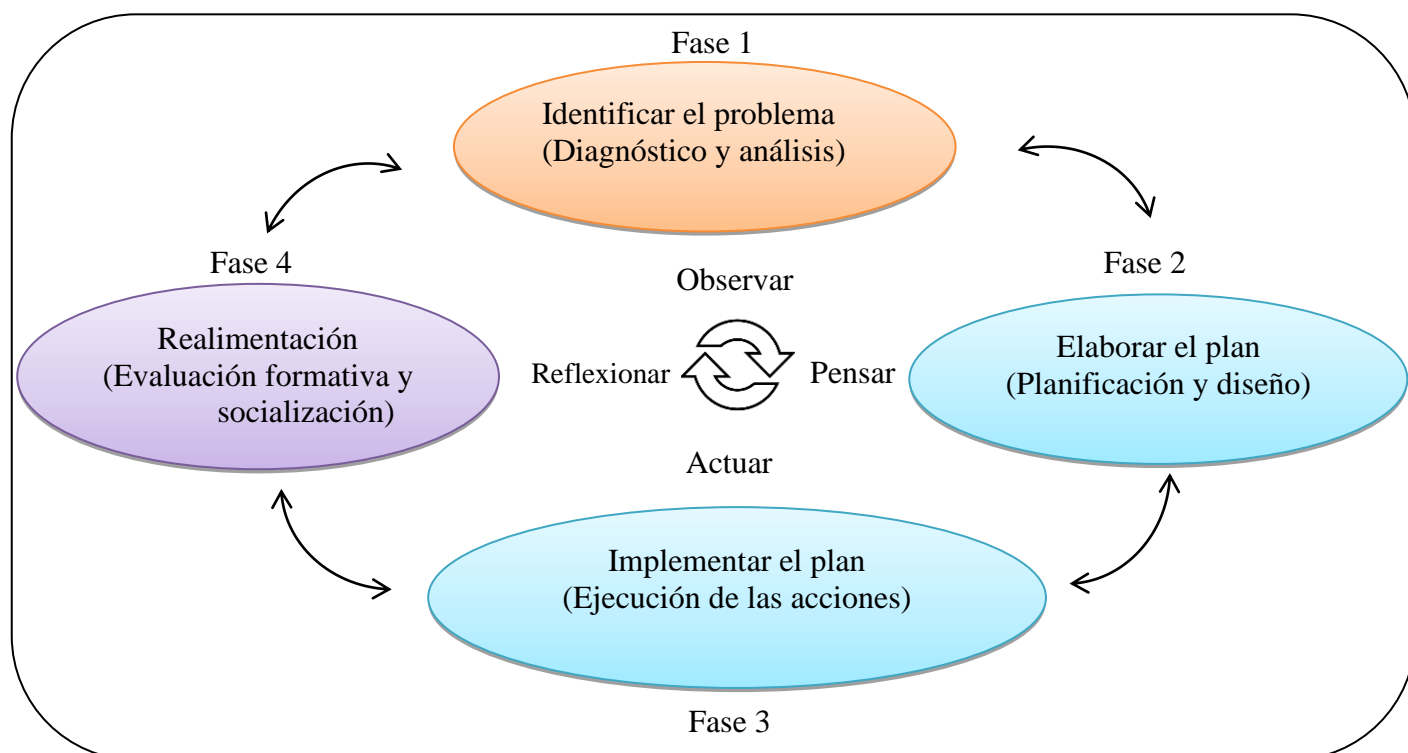 Fase 1
Identificar el problema
(Diagnóstico y análisis)
Fase 4
Realimentación
(Evaluación formativa y
socialización)
Observar
Reflexionar
Pensar
Actuar
Fase 2
Elaborar el plan
(Planificación y diseño)
Implementar el plan
(Ejecución de las acciones)
Fase 3